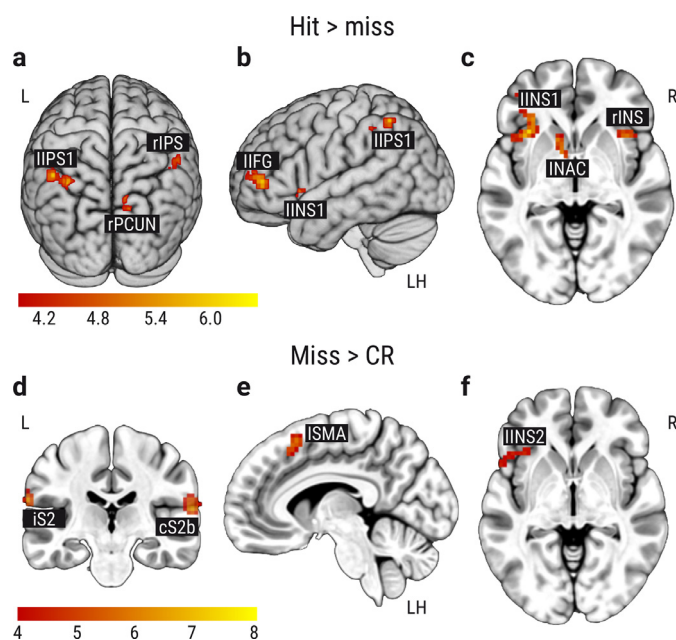 Hit > miss
a
b
c
L
R
lIPS1
rIPS
rPCUN
lIFG
lIPS1
lINS1
LH
lINS1
rINS
lNAC
4.2 4.8 5.4 6.0
Miss > CR
d
e
f
L
R
iS2
cS2b
lSMA
LH
lINS2
4 5 6 7 8